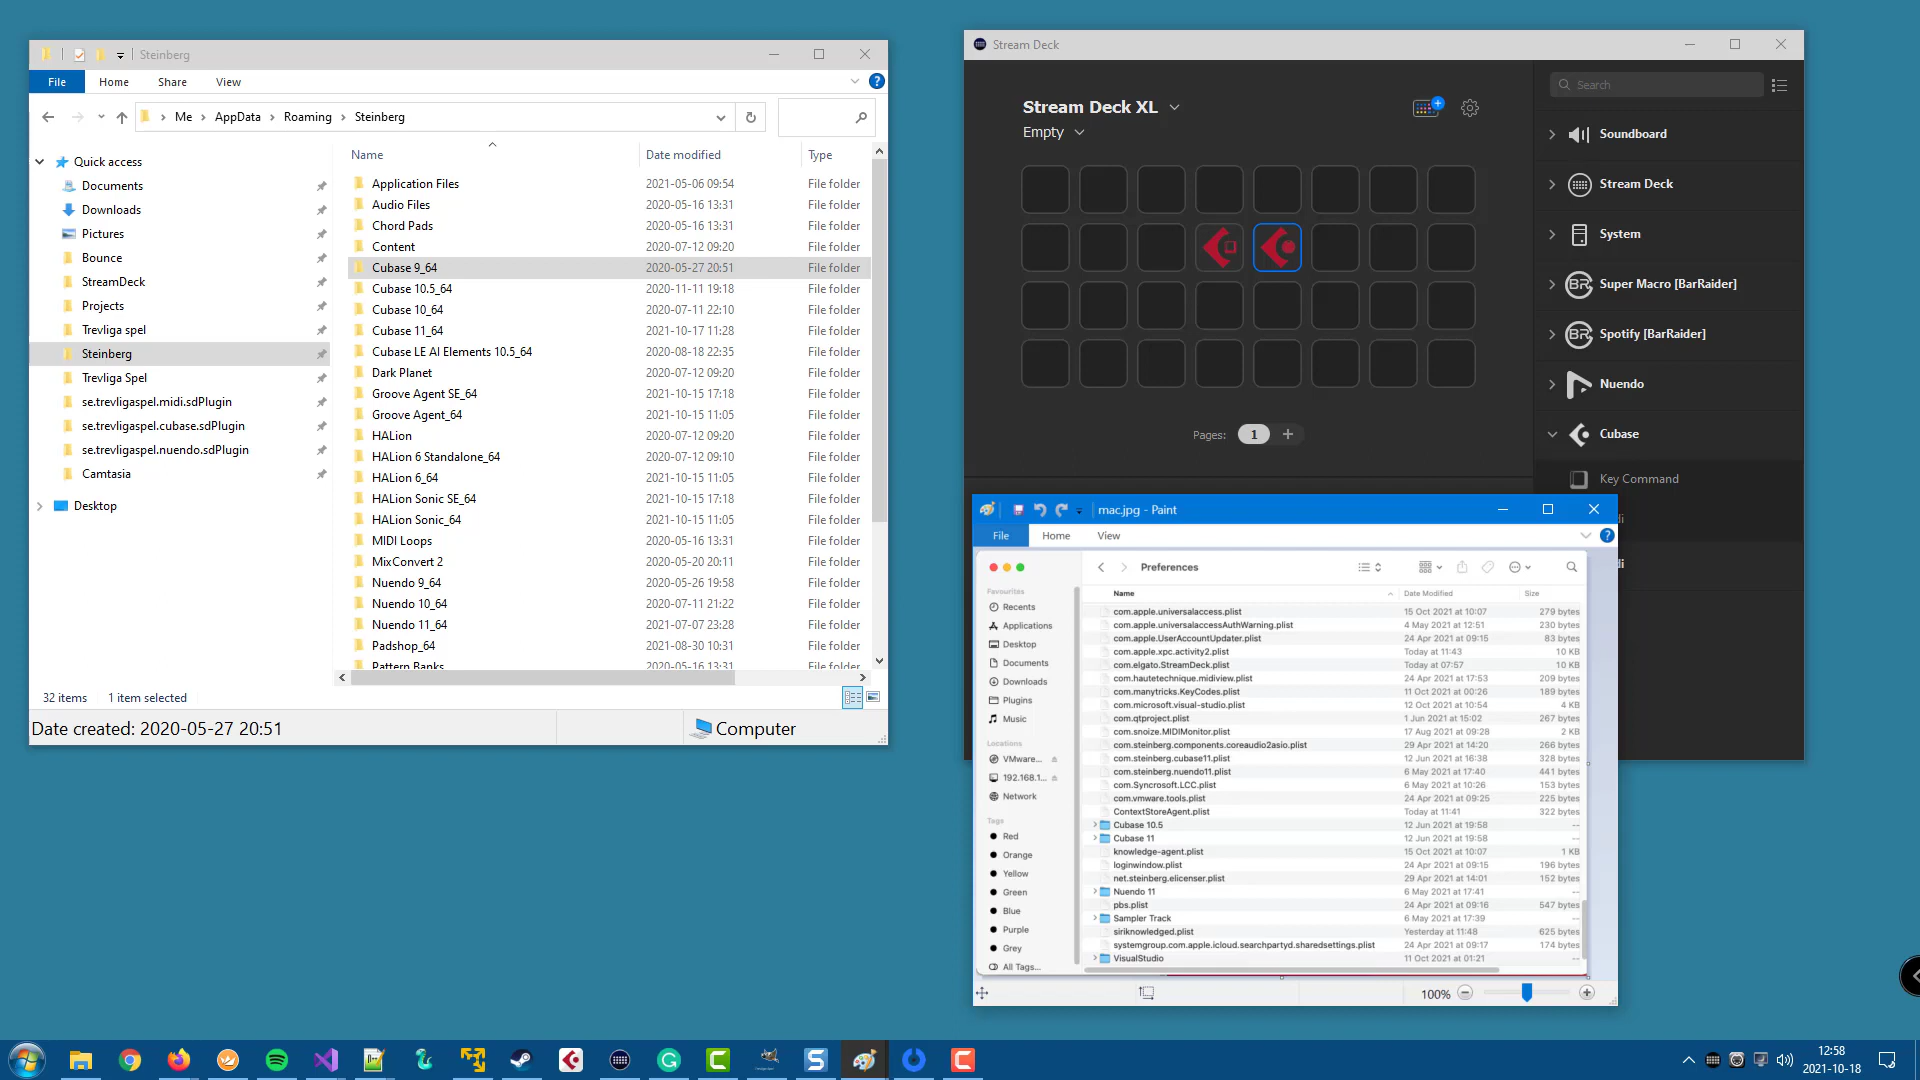 Steinberg
File Home Share View
Me AppData Roaming Steinberg
Name Date modified Type
Quick access
Documents
Downloads
Pictures
Bounce
StreamDeck
Projects
Trevliga spel
Steinberg
Trevliga Spel
se.trevligaspel.midi.sdPlugin
se.trevligaspel.cubase.sdPlugin
se.trevligaspel.nuendo.sdPlugin
Camtasia
Desktop
Application Files 2021-05-06 09:54 File folder
Audio Files 2020-05-16 13:31 File folder
Chord Pads 2020-05-16 13:31 File folder
Content 2020-07-12 09:20 File folder
Cubase 9_64 2020-05-27 20:51 File folder
Cubase 10.5_64 2020-11-11 19:18 File folder
Cubase 10_64 2020-07-11 22:10 File folder
Cubase 11_64 2021-10-17 11:28 File folder
Cubase LE AI Elements 10.5_64 2020-08-18 22:35 File folder
Dark Planet 2020-07-12 09:20 File folder
Groove Agent SE_64 2021-10-15 17:18 File folder
Groove Agent_64 2021-10-15 11:05 File folder
HALion 2020-07-12 09:20 File folder
HALion 6 Standalone_64 2020-07-12 09:10 File folder
HALion 6_64 2021-10-15 11:05 File folder
HALion Sonic SE_64 2021-10-15 17:18 File folder
HALion Sonic_64 2021-10-15 11:05 File folder
MIDI Loops 2020-05-16 13:31 File folder
MixConvert 2 2020-05-20 20:11 File folder
Nuendo 9_64 2020-05-26 19:58 File folder
Nuendo 10_64 2020-07-11 21:22 File folder
Nuendo 11_64 2021-07-07 23:28 File folder
Padshop_64 2021-08-30 10:31 File folder
Pattern Banks 2020-05-16 13:31 File folder
32 items 1 item selected
Date created: 2020-05-27 20:51 Computer
Stream Deck
Stream Deck XL
Empty
Pages: 1 +
Search
Soundboard
Stream Deck
System
Super Macro [BarRaider]
Spotify [BarRaider]
Nuendo
Cubase
Key Command
mac.jpg - Paint
File Home View
Preferences
Favourites
Recents
Applications
Desktop
Documents
Downloads
Plugins
Music
Locations
VMware...
192.168.1...
Network
Tags
Red
Orange
Yellow
Green
Blue
Purple
Grey
All Tags...
Name Date Modified Size
com.apple.universalaccess.plist 15 Oct 2021 at 10:07 279 bytes
com.apple.universalaccessAuthWarning.plist 4 May 2021 at 12:51 230 bytes
com.apple.UserAccountUpdater.plist 24 Apr 2021 at 09:15 83 bytes
com.apple.xpc.activity2.plist Today at 11:43 10 KB
com.elgato.StreamDeck.plist Today at 07:57 10 KB
com.hautetechnique.midiview.plist 24 Apr 2021 at 17:53 209 bytes
com.manytricks.KeyCodes.plist 11 Oct 2021 at 00:26 189 bytes
com.microsoft.visual-studio.plist 12 Oct 2021 at 10:54 4 KB
com.qtproject.plist 1 Jun 2021 at 15:02 267 bytes
com.snoize.MIDIMonitor.plist 17 Aug 2021 at 09:28 2 KB
com.steinberg.components.coreaudio2asio.plist 29 Apr 2021 at 14:20 266 bytes
com.steinberg.cubase11.plist 12 Jun 2021 at 16:38 328 bytes
com.steinberg.nuendo11.plist 6 May 2021 at 17:40 441 bytes
com.Syncrosoft.LCC.plist 6 May 2021 at 10:26 153 bytes
com.vmware.tools.plist 24 Apr 2021 at 09:25 225 bytes
ContextStoreAgent.plist Today at 11:41 322 bytes
Cubase 10.5 12 Jun 2021 at 19:58 --
Cubase 11 12 Jun 2021 at 19:58 --
knowledge-agent.plist 15 Oct 2021 at 10:07 1 KB
loginwindow.plist 24 Apr 2021 at 09:15 196 bytes
net.steinberg.elicenser.plist 29 Apr 2021 at 14:01 152 bytes
Nuendo 11 6 May 2021 at 17:41 --
pbs.plist 24 Apr 2021 at 09:16 547 bytes
Sampler Track 6 May 2021 at 17:39 --
siriknowledged.plist Yesterday at 11:48 625 bytes
systemgroup.com.apple.icloud.searchpartyd.sharedsettings.plist 24 Apr 2021 at 09:17 174 bytes
VisualStudio 11 Oct 2021 at 01:21 --
100%
12:58
2021-10-18